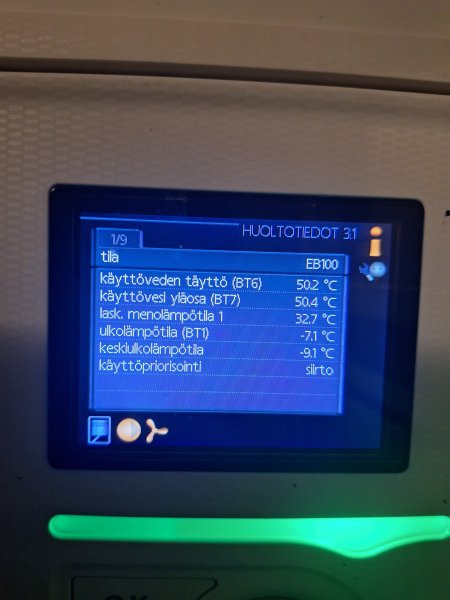 HUOLTOTIEDOT 3.1
1/9
tila EB100
käyttöveden täyttö (BT6) 50.2 °C
käyttövesi yläosa (BT7) 50.4 °C
lask. menolämpötila 1 32.7 °C
ulkolämpötila (BT1) -7.1 °C
keskiulkolämpötila -9.1 °C
käyttöpriorisointi siirto